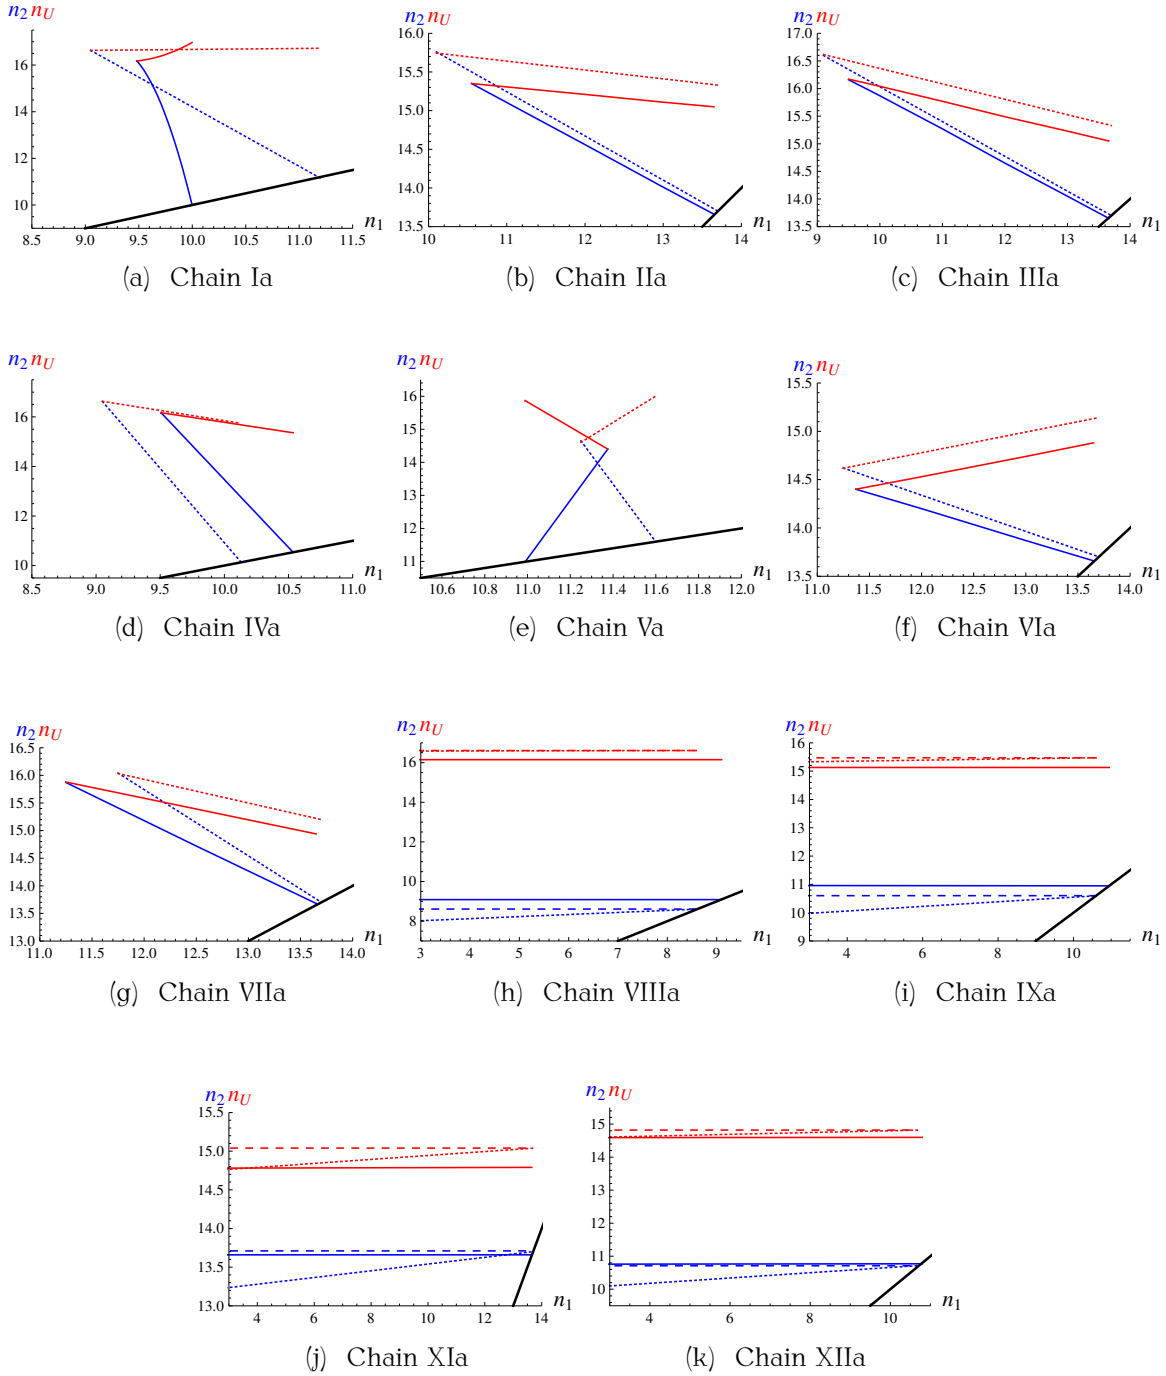 n2 nU
16
14
12
10
8.5 9.0 9.5 10.0 10.5 11.0 11.5
n1
(a) Chain Ia
n2 nU
16.0
15.5
15.0
14.5
14.0
13.5
10 11 12 13 14
n1
(b) Chain IIa
n2 nU
17.0
16.5
16.0
15.5
15.0
14.5
14.0
13.5
9 10 11 12 13 14
n1
(c) Chain IIIa
n2 nU
16
14
12
10
8.5 9.0 9.5 10.0 10.5 11.0
n1
(d) Chain IVa
n2 nU
16
15
14
13
12
11
10.6 10.8 11.0 11.2 11.4 11.6 11.8 12.0
n1
(e) Chain Va
n2 nU
15.5
15.0
14.5
14.0
13.5
11.0 11.5 12.0 12.5 13.0 13.5 14.0
n1
(f) Chain VIa
n2 nU
16.5
16.0
15.5
15.0
14.5
14.0
13.5
13.0
11.0 11.5 12.0 12.5 13.0 13.5 14.0
n1
(g) Chain VIIa
n2 nU
16
14
12
10
8
3 4 5 6 7 8 9
n1
(h) Chain VIIIa
n2 nU
16
15
14
13
12
11
10
9
4 6 8 10
n1
(i) Chain IXa
n2 nU
15.5
15.0
14.5
14.0
13.5
13.0
4 6 8 10 12 14
n1
(j) Chain XIa
n2 nU
15
14
13
12
11
10
4 6 8 10
n1
(k) Chain XIIa